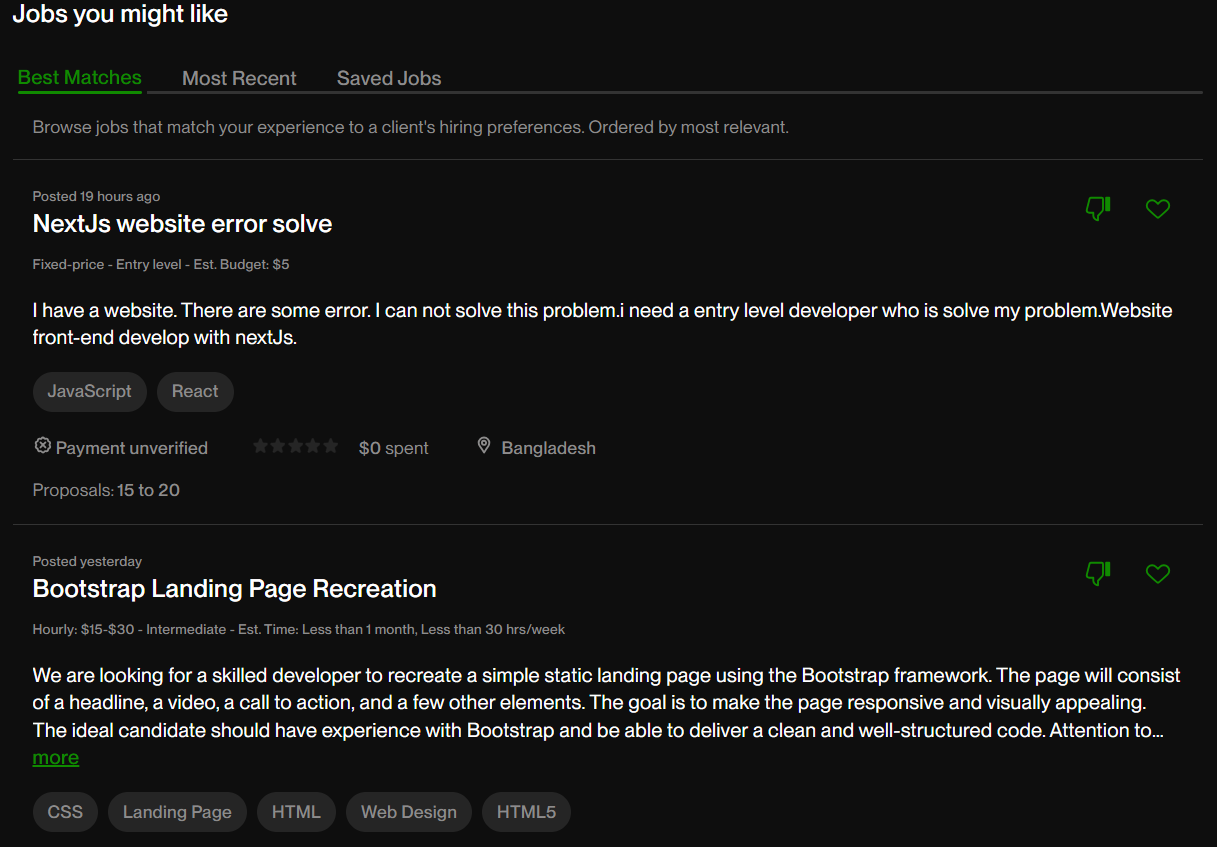 Jobs you might like
Best Matches
Most Recent
Saved Jobs
Browse jobs that match your experience to a client's hiring preferences. Ordered by most relevant.
Posted 19 hours ago
NextJs website error solve
Fixed-price - Entry level - Est. Budget: $5
I have a website. There are some error. I can not solve this problem.i need a entry level developer who is solve my problem.Website
front-end develop with nextJs.
JavaScript
React
Payment unverified
$0 spent
Bangladesh
Proposals: 15 to 20
Posted yesterday
Bootstrap Landing Page Recreation
Hourly: $15-$30 - Intermediate - Est. Time: Less than 1 month, Less than 30 hrs/week
We are looking for a skilled developer to recreate a simple static landing page using the Bootstrap framework. The page will consist
of a headline, a video, a call to action, and a few other elements. The goal is to make the page responsive and visually appealing.
The ideal candidate should have experience with Bootstrap and be able to deliver a clean and well-structured code. Attention to...
more
CSS
Landing Page
HTML
Web Design
HTML5